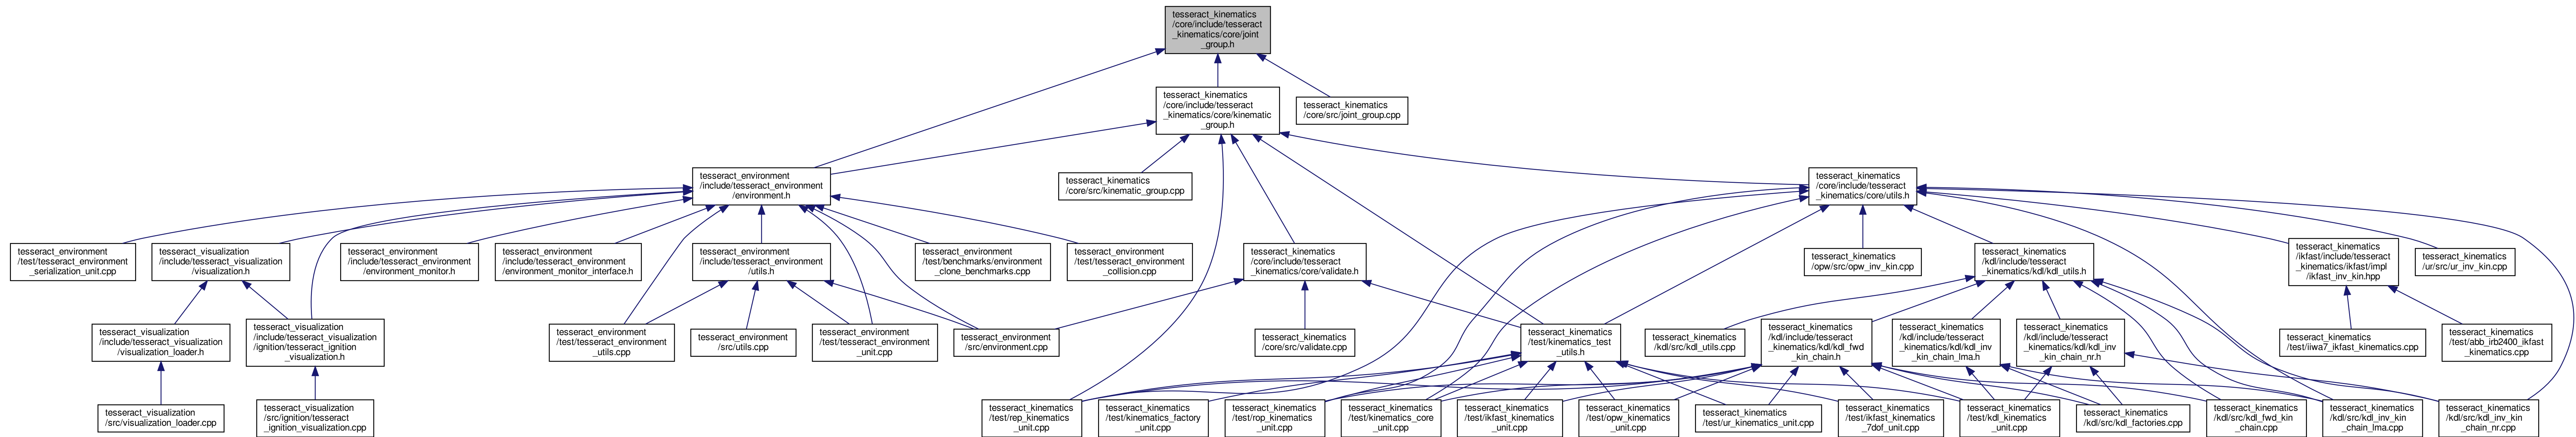 tesseract_kinematics
/core/include/tesseract
_kinematics/core/joint
_group.h
tesseract_kinematics
/core/include/tesseract
_kinematics/core/kinematic
_group.h
tesseract_kinematics
/core/src/joint_group.cpp
tesseract_environment
/include/tesseract_environment
/environment.h
tesseract_kinematics
/core/src/kinematic_group.cpp
tesseract_kinematics
/core/include/tesseract
_kinematics/core/utils.h
tesseract_environment
/test/tesseract_environment
_serialization_unit.cpp
tesseract_visualization
/include/tesseract_visualization
/visualization.h
tesseract_environment
/include/tesseract_environment
/environment_monitor.h
tesseract_environment
/include/tesseract_environment
/environment_monitor_interface.h
tesseract_environment
/include/tesseract_environment
/utils.h
tesseract_environment
/test/benchmarks/environment
_clone_benchmarks.cpp
tesseract_environment
/test/tesseract_environment
_collision.cpp
tesseract_kinematics
/core/include/tesseract
_kinematics/core/validate.h
tesseract_kinematics
/opw/src/opw_inv_kin.cpp
tesseract_kinematics
/kdl/include/tesseract
_kinematics/kdl/kdl_utils.h
tesseract_kinematics
/ikfast/include/tesseract
_kinematics/ikfast/impl
/ikfast_inv_kin.hpp
tesseract_kinematics
/ur/src/ur_inv_kin.cpp
tesseract_visualization
/include/tesseract_visualization
/visualization_loader.h
tesseract_visualization
/include/tesseract_visualization
/ignition/tesseract_ignition
_visualization.h
tesseract_environment
/test/tesseract_environment
_utils.cpp
tesseract_environment
/src/utils.cpp
tesseract_environment
/test/tesseract_environment
_unit.cpp
tesseract_environment
/src/environment.cpp
tesseract_kinematics
/core/src/validate.cpp
tesseract_kinematics
/test/kinematics_test
_utils.h
tesseract_kinematics
/kdl/src/kdl_utils.cpp
tesseract_kinematics
/kdl/include/tesseract
_kinematics/kdl/kdl_fwd
_kin_chain.h
tesseract_kinematics
/kdl/include/tesseract
_kinematics/kdl/kdl_inv
_kin_chain_lma.h
tesseract_kinematics
/kdl/include/tesseract
_kinematics/kdl/kdl_inv
_kin_chain_nr.h
tesseract_kinematics
/test/iiwa7_ikfast_kinematics.cpp
tesseract_kinematics
/test/abb_irb2400_ikfast
_kinematics.cpp
tesseract_visualization
/src/visualization_loader.cpp
tesseract_visualization
/src/ignition/tesseract
_ignition_visualization.cpp
tesseract_kinematics
/test/rep_kinematics
_unit.cpp
tesseract_kinematics
/test/kinematics_factory
_unit.cpp
tesseract_kinematics
/test/rop_kinematics
_unit.cpp
tesseract_kinematics
/test/kinematics_core
_unit.cpp
tesseract_kinematics
/test/ikfast_kinematics
_unit.cpp
tesseract_kinematics
/test/opw_kinematics
_unit.cpp
tesseract_kinematics
/test/ur_kinematics_unit.cpp
tesseract_kinematics
/test/ikfast_kinematics
_7dof_unit.cpp
tesseract_kinematics
/test/kdl_kinematics
_unit.cpp
tesseract_kinematics
/kdl/src/kdl_factories.cpp
tesseract_kinematics
/kdl/src/kdl_fwd_kin
_chain.cpp
tesseract_kinematics
/kdl/src/kdl_inv_kin
_chain_lma.cpp
tesseract_kinematics
/kdl/src/kdl_inv_kin
_chain_nr.cpp